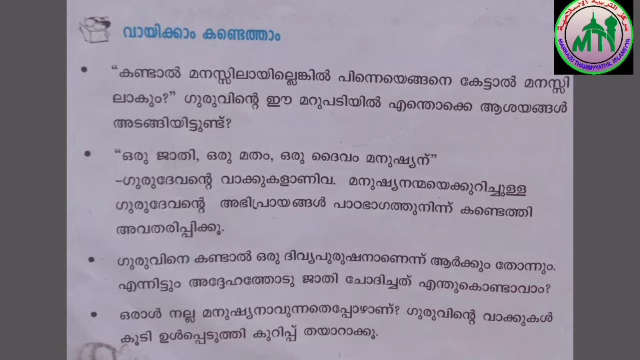 വായിക്കാം കണ്ടെത്താം
• “കണ്ടാൽ മനസ്സിലായില്ലെങ്കിൽ പിന്നെയെങ്ങനെ കേട്ടാൽ മനസ്സി
ലാകും?” ഗുരുവിന്റെ ഈ മറുപടിയിൽ എന്തൊക്കെ ആശയങ്ങൾ
അടങ്ങിയിട്ടുണ്ട്?
• “ഒരു ജാതി, ഒരു മതം, ഒരു ദൈവം മനുഷ്യന്”
–ഗുരുദേവന്റെ വാക്കുകളാണിവ. മനുഷ്യനന്മയെക്കുറിച്ചുള്ള
ഗുരുദേവന്റെ അഭിപ്രായങ്ങൾ പാഠഭാഗത്തുനിന്ന് കണ്ടെത്തി
അവതരിപ്പിക്കൂ.
• ഗുരുവിനെ കണ്ടാൽ ഒരു ദിവ്യപുരുഷനാണെന്ന് ആർക്കും തോന്നും.
എന്നിട്ടും അദ്ദേഹത്തോടു ജാതി ചോദിച്ചത് എന്തുകൊണ്ടാവാം?
• ഒരാൾ നല്ല മനുഷ്യനാവുന്നതെപ്പോഴാണ്? ഗുരുവിന്റെ വാക്കുകൾ
കൂടി ഉൾപ്പെടുത്തി കുറിപ്പ് തയാറാക്കൂ.